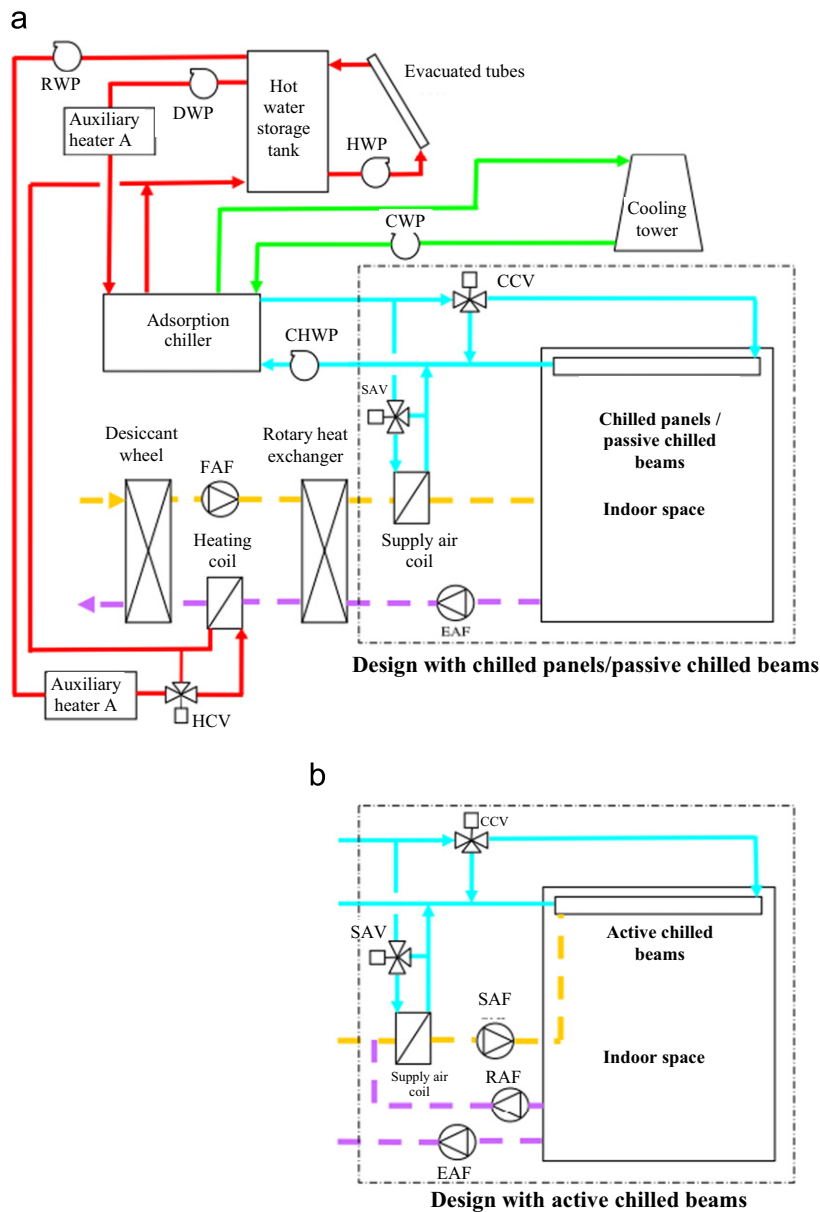 a
RWP
DWP
Auxiliary
heater A
Hot
water
storage
tank
Evacuated tubes
HWP
CWP
Cooling
tower
Adsorption
chiller
CHWP
CCV
SAV
Desiccant
wheel
FAF
Rotary heat
exchanger
Heating
coil
Supply air
coil
Chilled panels /
passive chilled
beams
Indoor space
EAF
Design with chilled panels/passive chilled beams
Auxiliary
heater A
HCV
b
CCV
SAV
Active chilled
beams
SAF
Supply air
coil
RAF
Indoor space
EAF
Design with active chilled beams